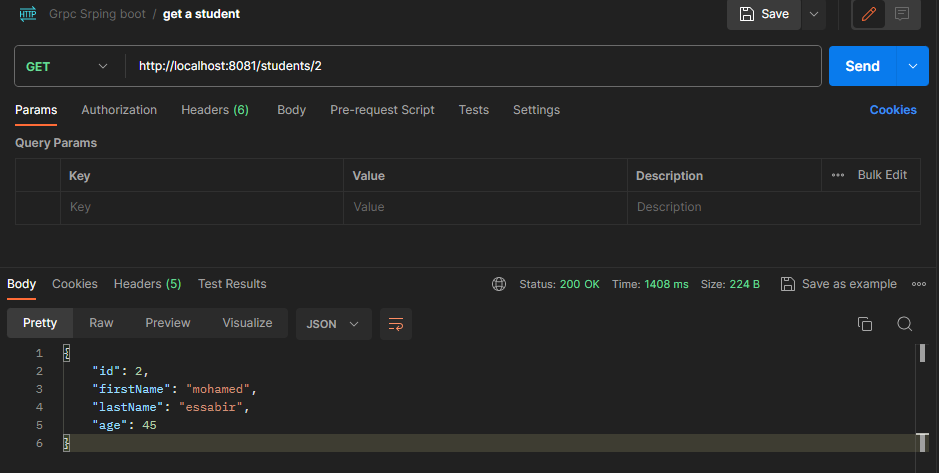 HTTP Grpc Srping boot / get a student Save
GET http://localhost:8081/students/2 Send
Params Authorization Headers (6) Body Pre-request Script Tests Settings Cookies
Query Params
Key Value Description Bulk Edit
Key Value Description
Body Cookies Headers (5) Test Results Status: 200 OK Time: 1408 ms Size: 224 B Save as example
Pretty Raw Preview Visualize JSON
1 {
2 "id": 2,
3 "firstName": "mohamed",
4 "lastName": "essabir",
5 "age": 45
6 }